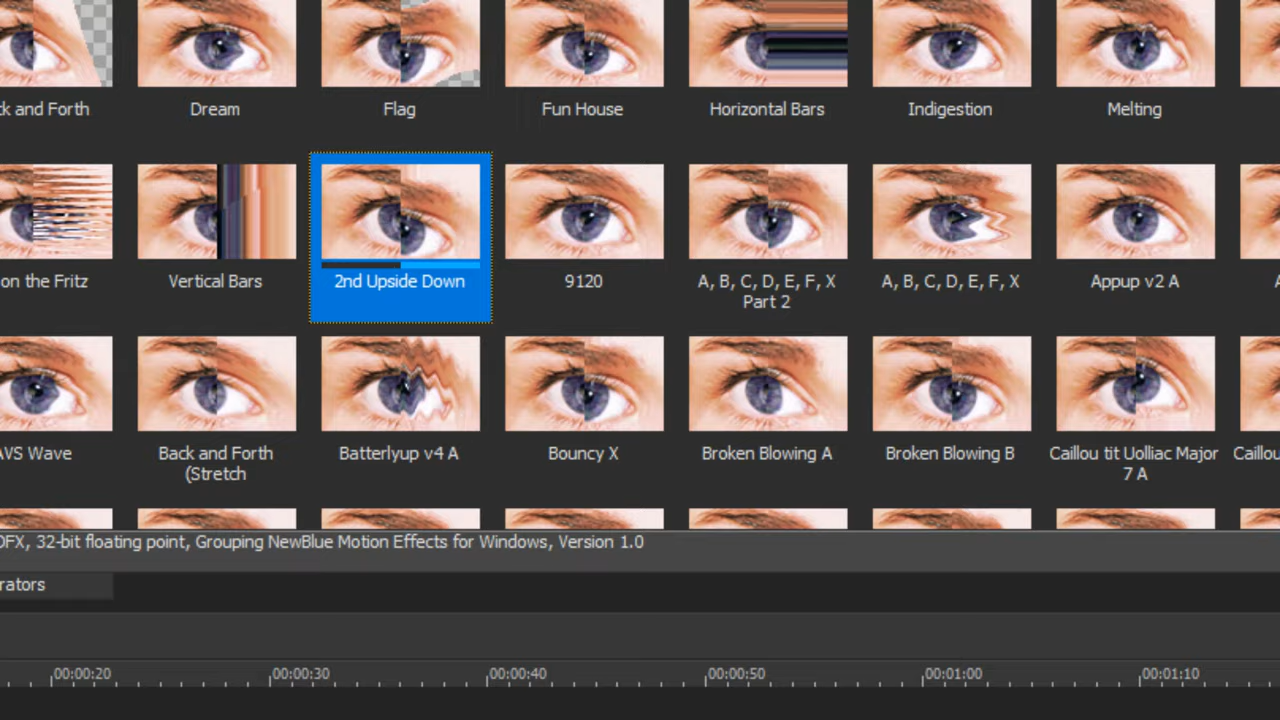 ck and Forth
Dream
Flag
Fun House
Horizontal Bars
Indigestion
Melting
on the Fritz
Vertical Bars
2nd Upside Down
9120
A, B, C, D, E, F, X
Part 2
A, B, C, D, E, F, X
Appup v2 A
AVS Wave
Back and Forth
(Stretch
Batterlyup v4 A
Bouncy X
Broken Blowing A
Broken Blowing B
Caillou tit Uolliac Major
7 A
Caillou
OFX, 32-bit floating point, Grouping NewBlue Motion Effects for Windows, Version 1.0
rators
00:00:20
00:00:30
00:00:40
00:00:50
00:01:00
00:01:10